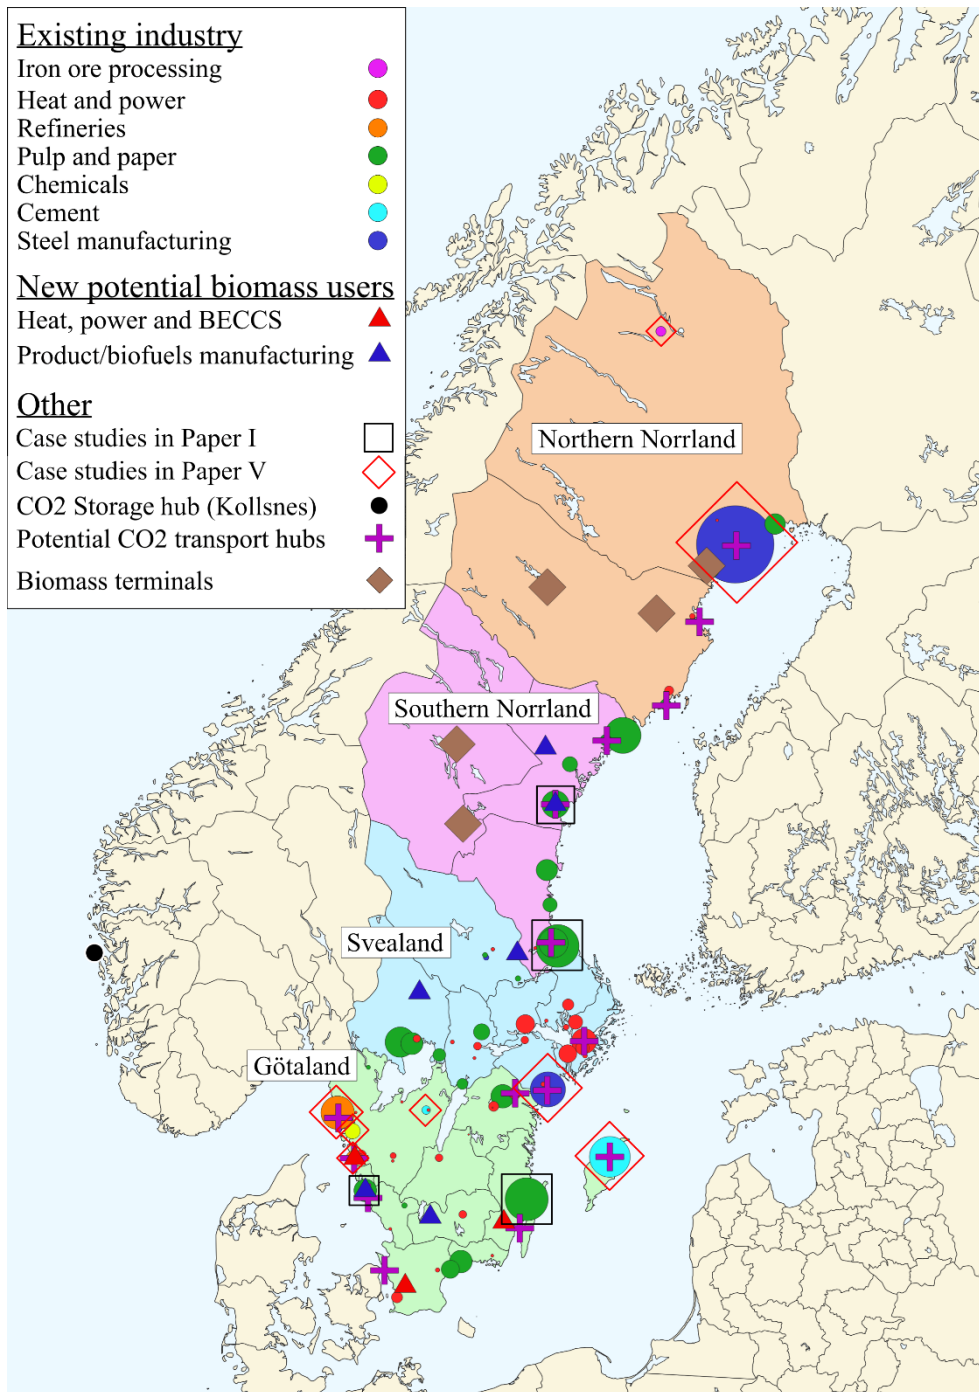 Existing industry
Iron ore processing
Heat and power
Refineries
Pulp and paper
Chemicals
Cement
Steel manufacturing
New potential biomass users
Heat, power and BECCS
Product/biofuels manufacturing
Other
Case studies in Paper I
Case studies in Paper V
CO2 Storage hub (Kollsnes)
Potential CO2 transport hubs
Biomass terminals
Northern Norrland
Southern Norrland
Svealand
Götaland